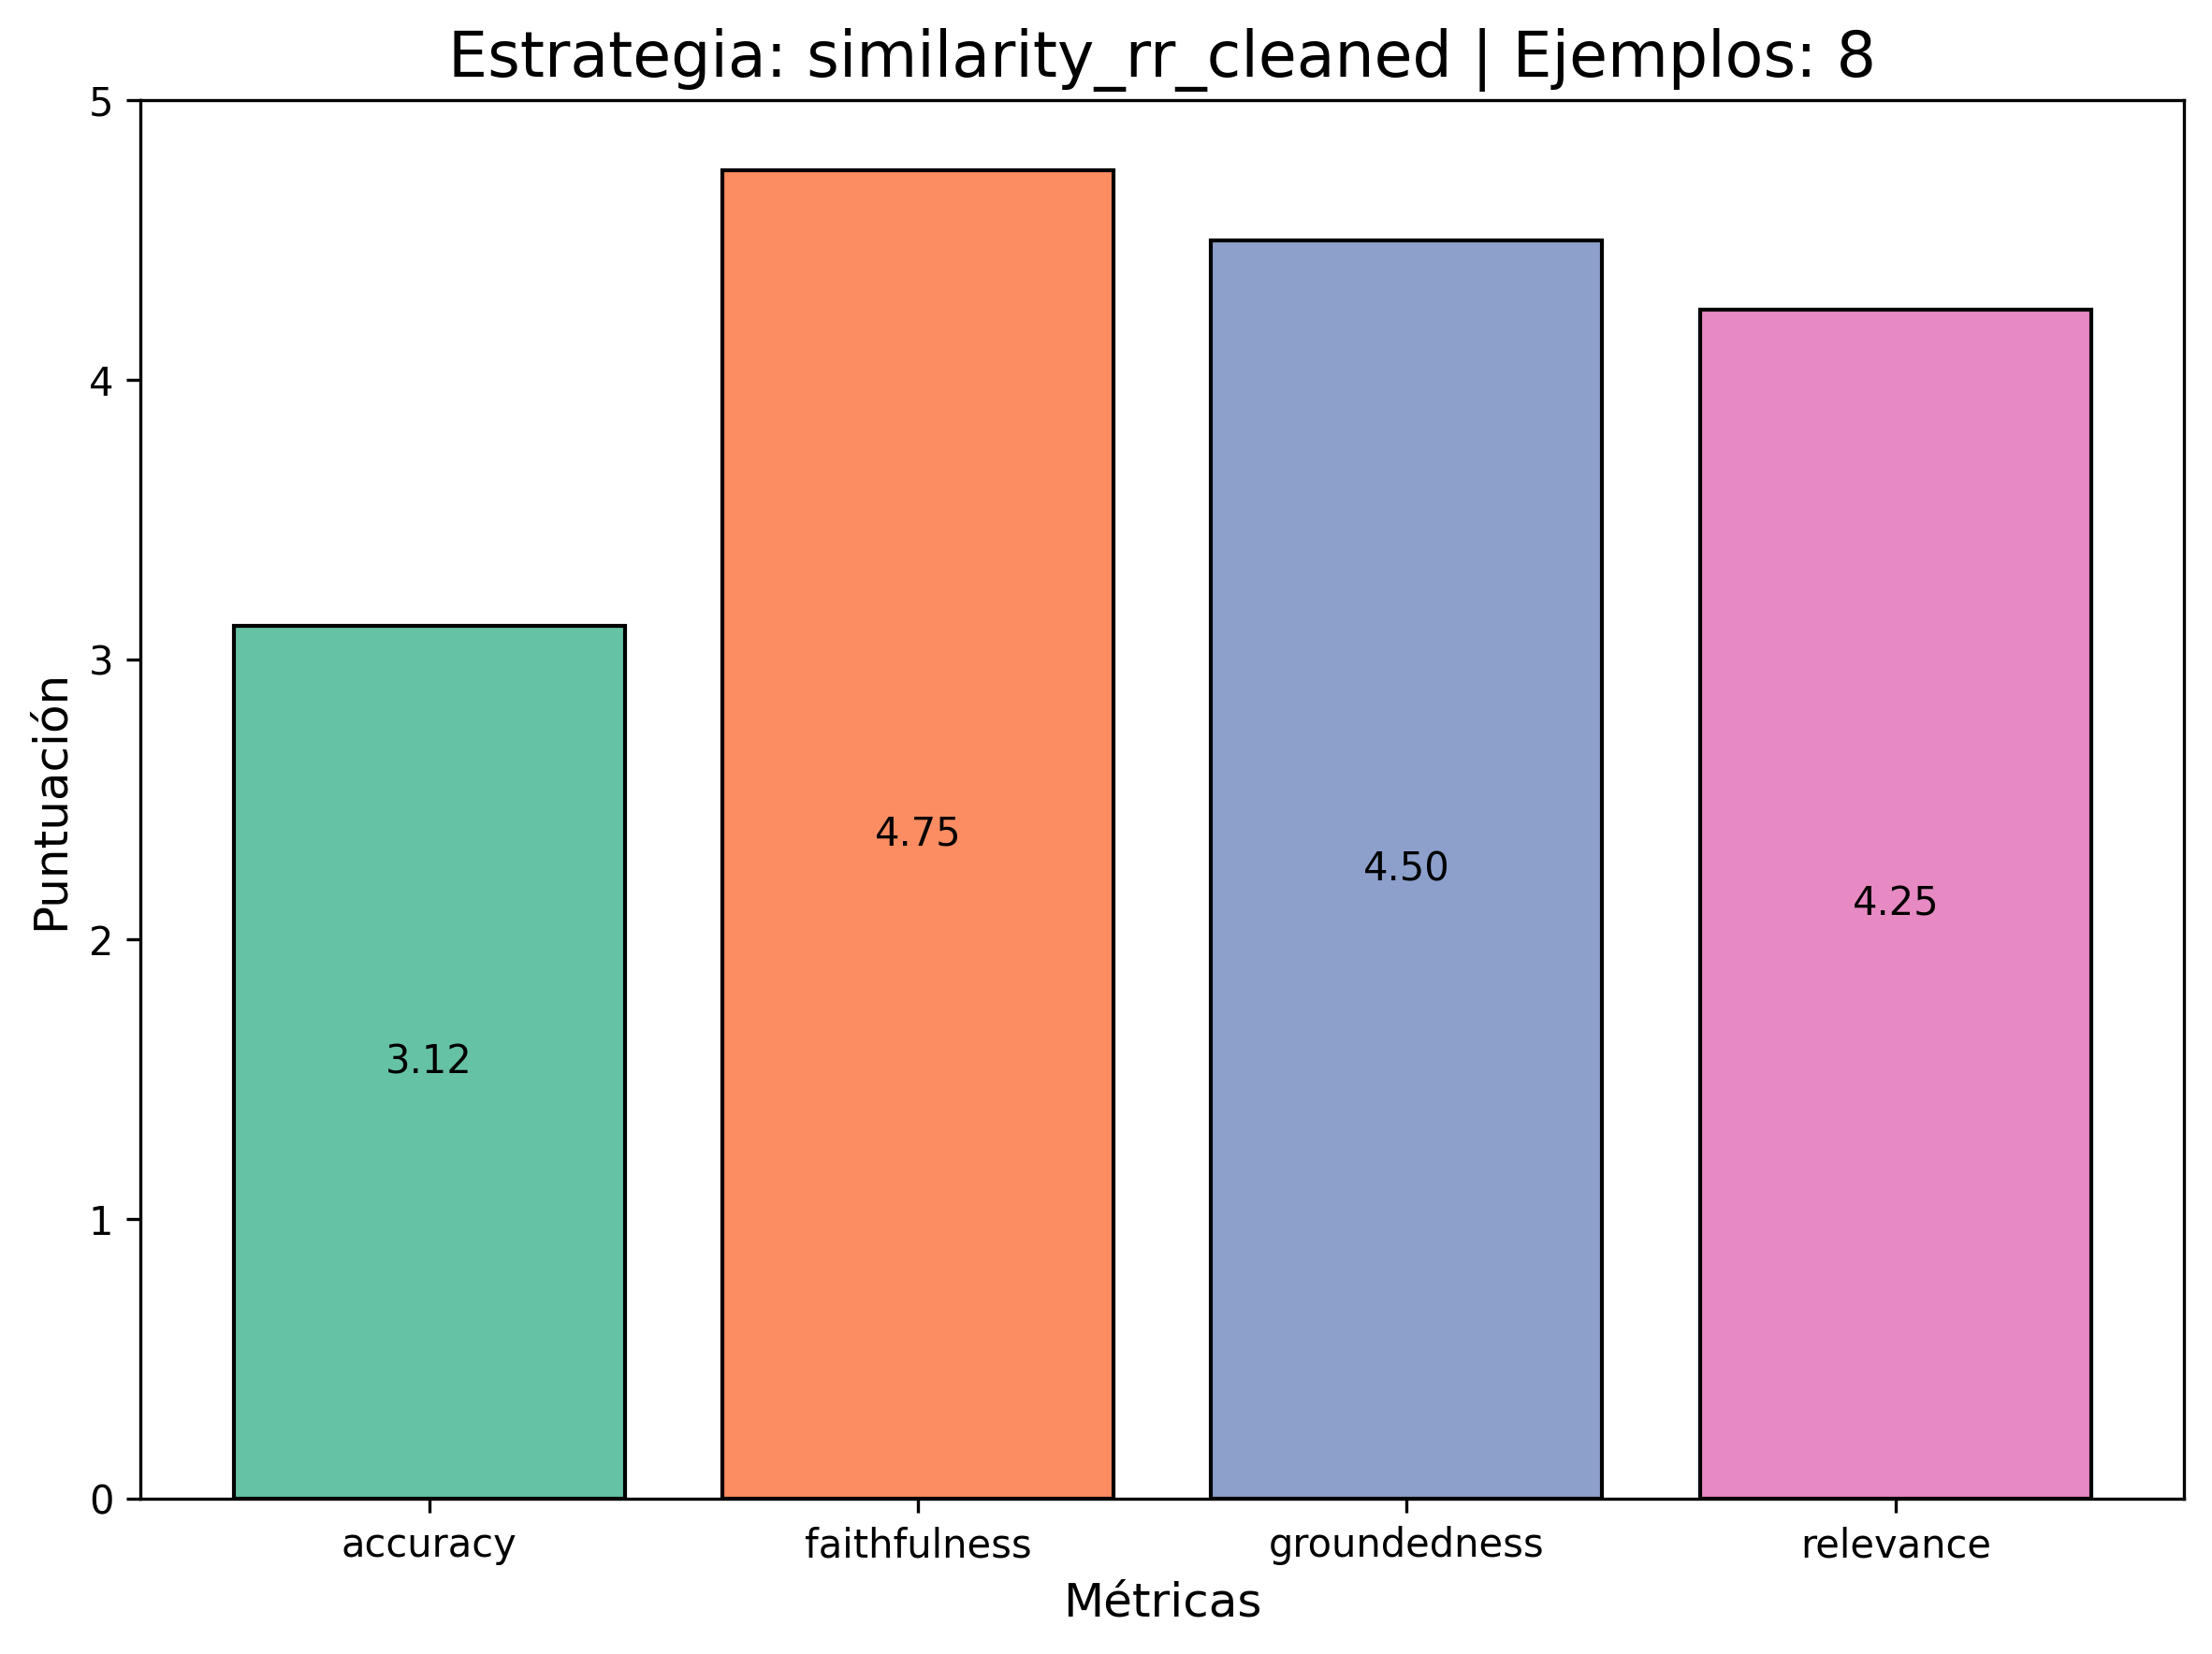 Estrategia: similarity_rr_cleaned | Ejemplos: 8
Puntuación
5
4
3
2
1
0
3.12
4.75
4.50
4.25
accuracy
faithfulness
groundedness
relevance
Métricas